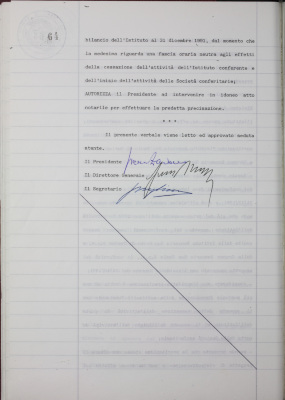 64
bilancio dell'Istituto al 31 dicembre 1991, dal momento che
la medesima riguarda una fascia oraria neutra agli effetti
della cessazione dell'attività dell'Istituto conferente e
dell'inizio dell'attività della Società conferitaria;
AUTORIZZA il Presidente ad intervenire in idoneo atto
notarile per effettuare la predetta precisazione.
* * *
Il presente verbale viene letto ed approvato seduta
stante.
Il Presidente
Il Direttore Generale
Il Segretario